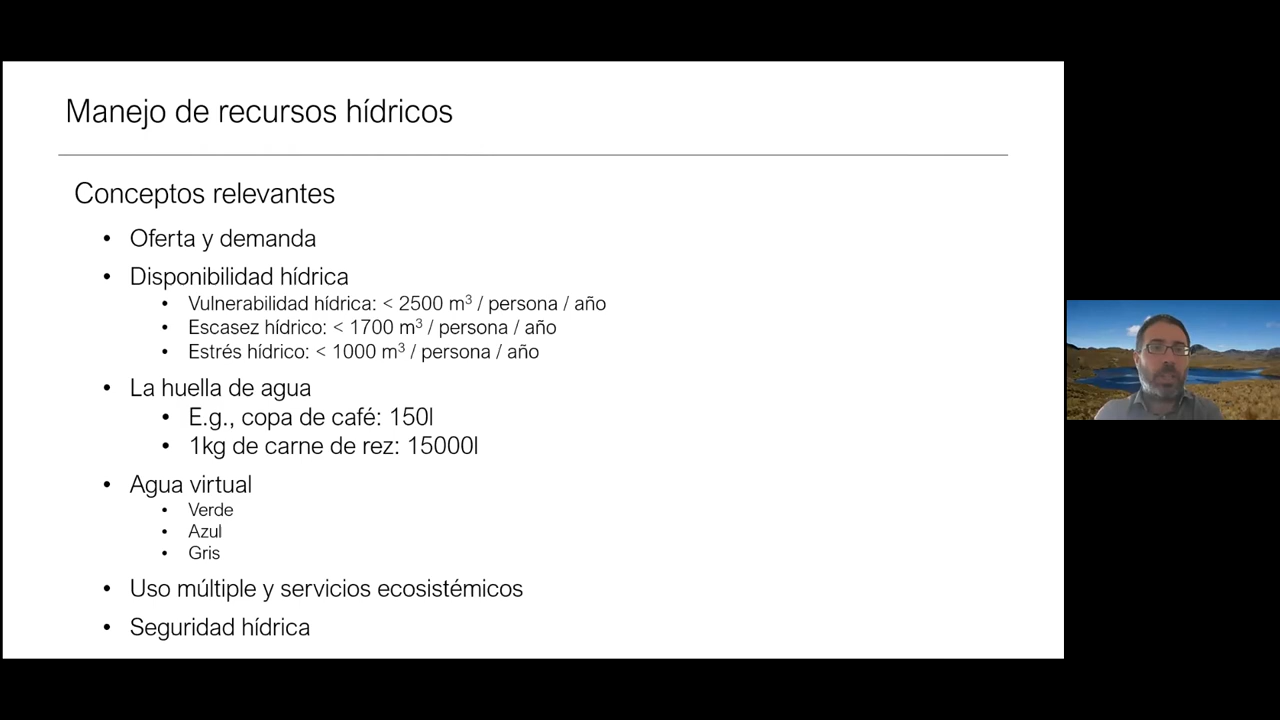 Manejo de recursos hídricos
Conceptos relevantes
• Oferta y demanda
• Disponibilidad hídrica
• Vulnerabilidad hídrica: < 2500 m³ / persona / año
• Escasez hídrico: < 1700 m³ / persona / año
• Estrés hídrico: < 1000 m³ / persona / año
• La huella de agua
• E.g., copa de café: 150l
• 1kg de carne de rez: 15000l
• Agua virtual
• Verde
• Azul
• Gris
• Uso múltiple y servicios ecosistémicos
• Seguridad hídrica